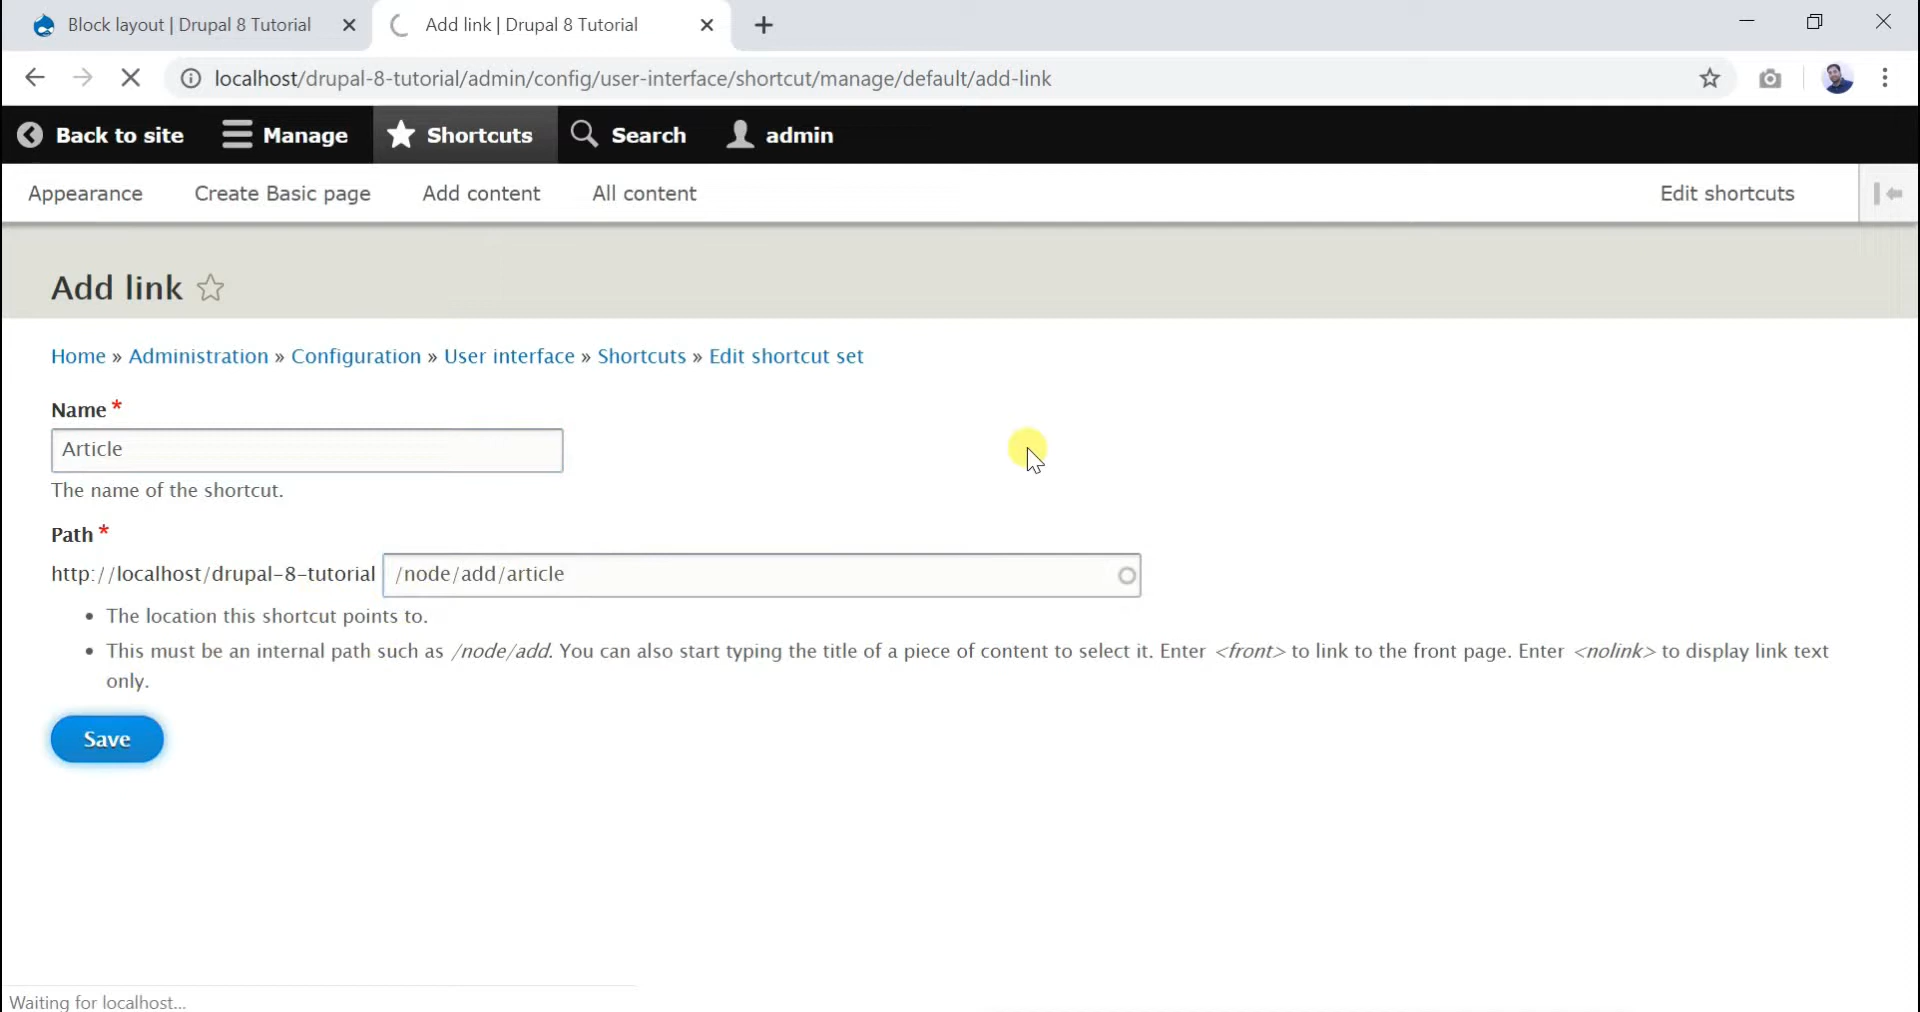 Block layout | Drupal 8 Tutorial
Add link | Drupal 8 Tutorial
localhost/drupal-8-tutorial/admin/config/user-interface/shortcut/manage/default/add-link
Back to site Manage Shortcuts Search admin
Appearance Create Basic page Add content All content Edit shortcuts
Add link
Home » Administration » Configuration » User interface » Shortcuts » Edit shortcut set
Name *
Article
The name of the shortcut.
Path *
http://localhost/drupal-8-tutorial /node/add/article
• The location this shortcut points to.
• This must be an internal path such as /node/add. You can also start typing the title of a piece of content to select it. Enter <front> to link to the front page. Enter <nolink> to display link text
only.
Save
Waiting for localhost...